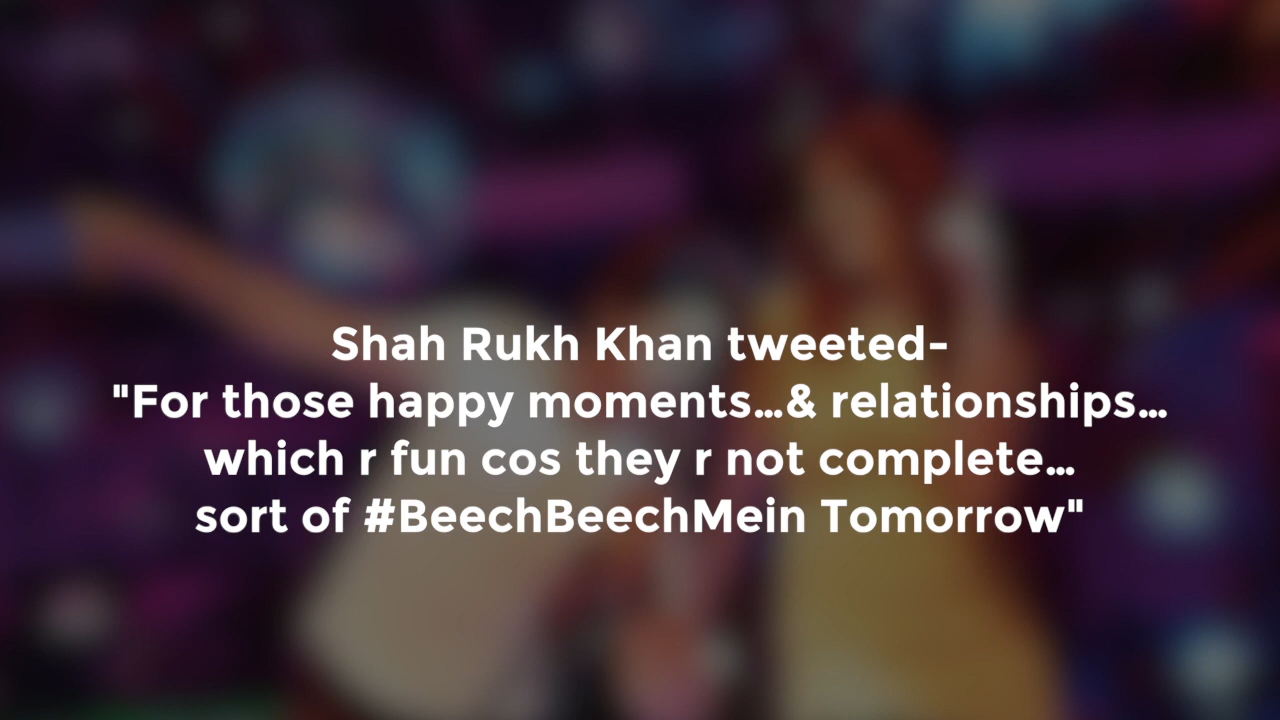 Shah Rukh Khan tweeted-
"For those happy moments...& relationships...
which r fun cos they r not complete...
sort of #BeechBeechMein Tomorrow"